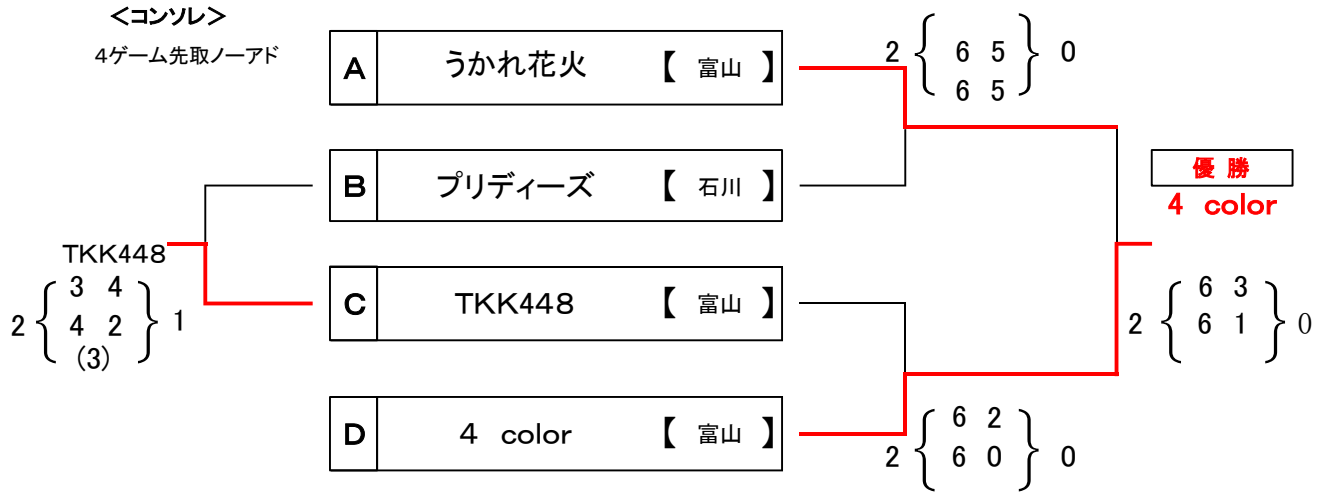 ＜コンソレ＞
4ゲーム先取ノーアド
A うかれ花火 【 富山 】
2 { 6 5 } 0
6 5
B プリディーズ 【 石川 】
優 勝
4 color
TKK448
2 { 3 4 } 1
4 2
(3)
C TKK448 【 富山 】
2 { 6 3 } 0
6 1
D 4 color 【 富山 】
2 { 6 2 } 0
6 0